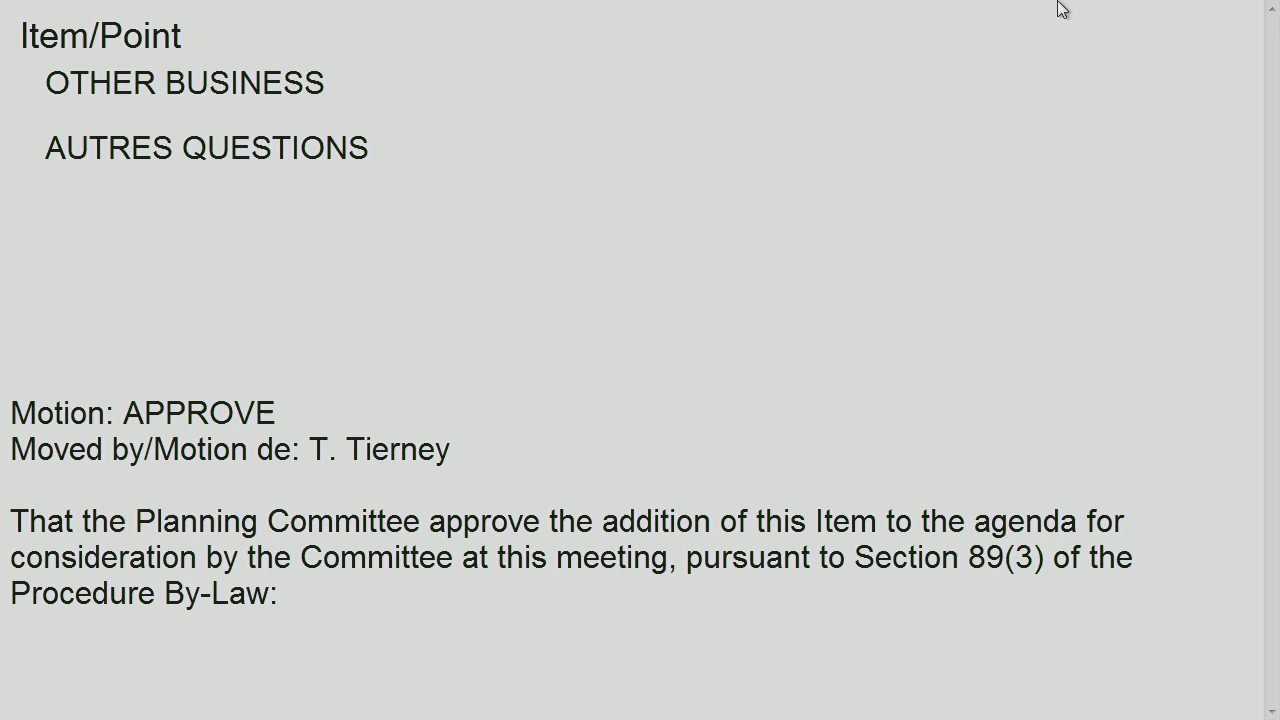 Item/Point
OTHER BUSINESS
AUTRES QUESTIONS
Motion: APPROVE
Moved by/Motion de: T. Tierney
That the Planning Committee approve the addition of this Item to the agenda for
consideration by the Committee at this meeting, pursuant to Section 89(3) of the
Procedure By-Law: